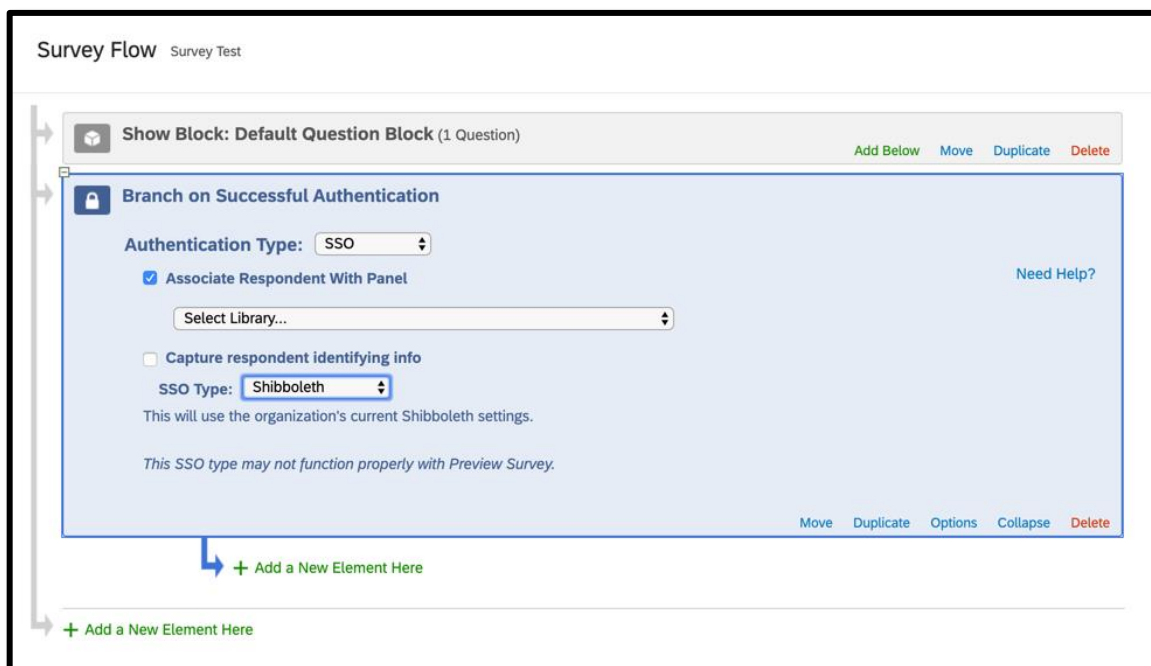 Survey Flow Survey Test
Show Block: Default Question Block (1 Question)
Add Below Move Duplicate Delete
Branch on Successful Authentication
Authentication Type: SSO
Associate Respondent With Panel
Need Help?
Select Library...
Capture respondent identifying info
SSO Type: Shibboleth
This will use the organization's current Shibboleth settings.
This SSO type may not function properly with Preview Survey.
Move Duplicate Options Collapse Delete
+ Add a New Element Here
+ Add a New Element Here